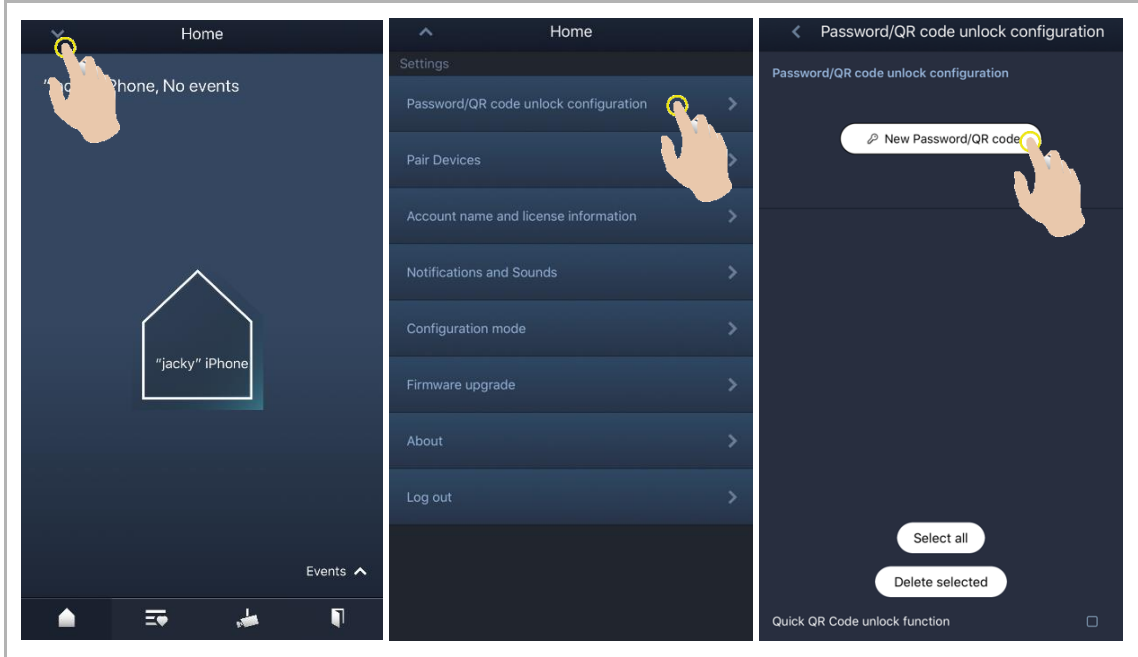 Home
Phone, No events
"jacky" iPhone
Events
Home
Settings
Password/QR code unlock configuration
Pair Devices
Account name and license information
Notifications and Sounds
Configuration mode
Firmware upgrade
About
Log out
Password/QR code unlock configuration
Password/QR code unlock configuration
New Password/QR code
Select all
Delete selected
Quick QR Code unlock function